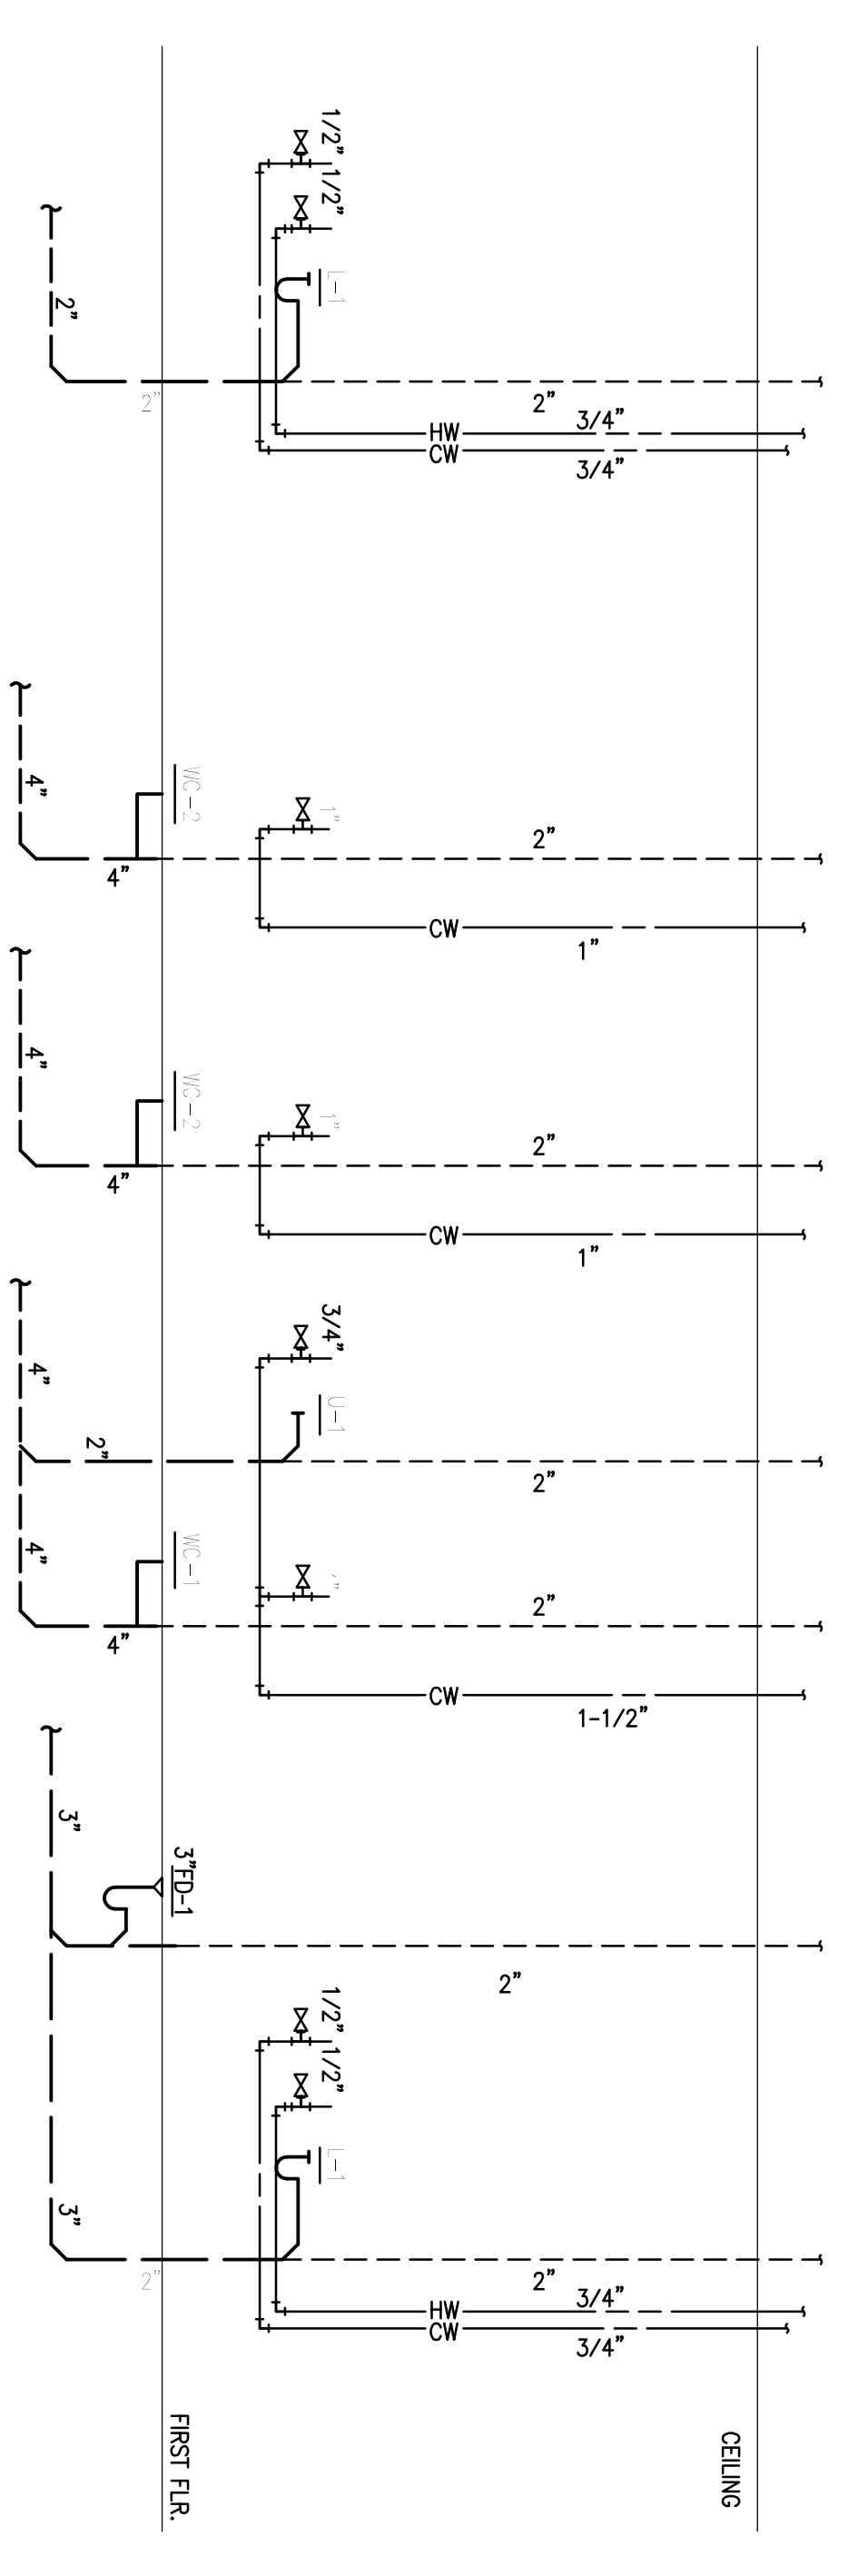 1/2"
1/2"
L-1
2"
2"
2"
3/4"
HW
CW
3/4"
WC-2
1"
4"
4"
2"
CW
1"
WC-2
1"
4"
4"
2"
CW
1"
3/4"
U-1
4"
2"
2"
WC-1
4"
4"
2"
CW
1-1/2"
3"
3"FD-1
2"
1/2"
1/2"
L-1
3"
2"
2"
3/4"
HW
CW
3/4"
FIRST FLR.
CEILING